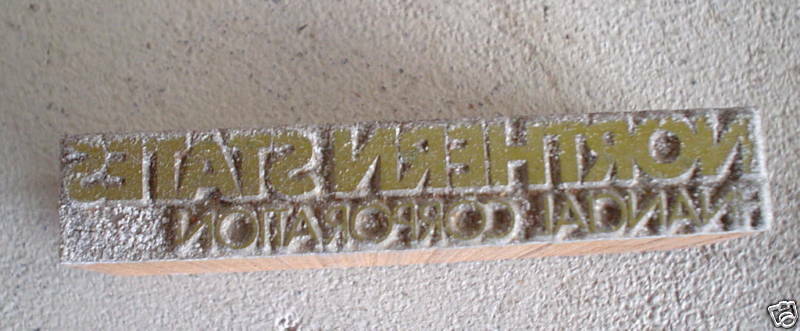 NORTHERN STATES
FINANCIAL CORPORATION